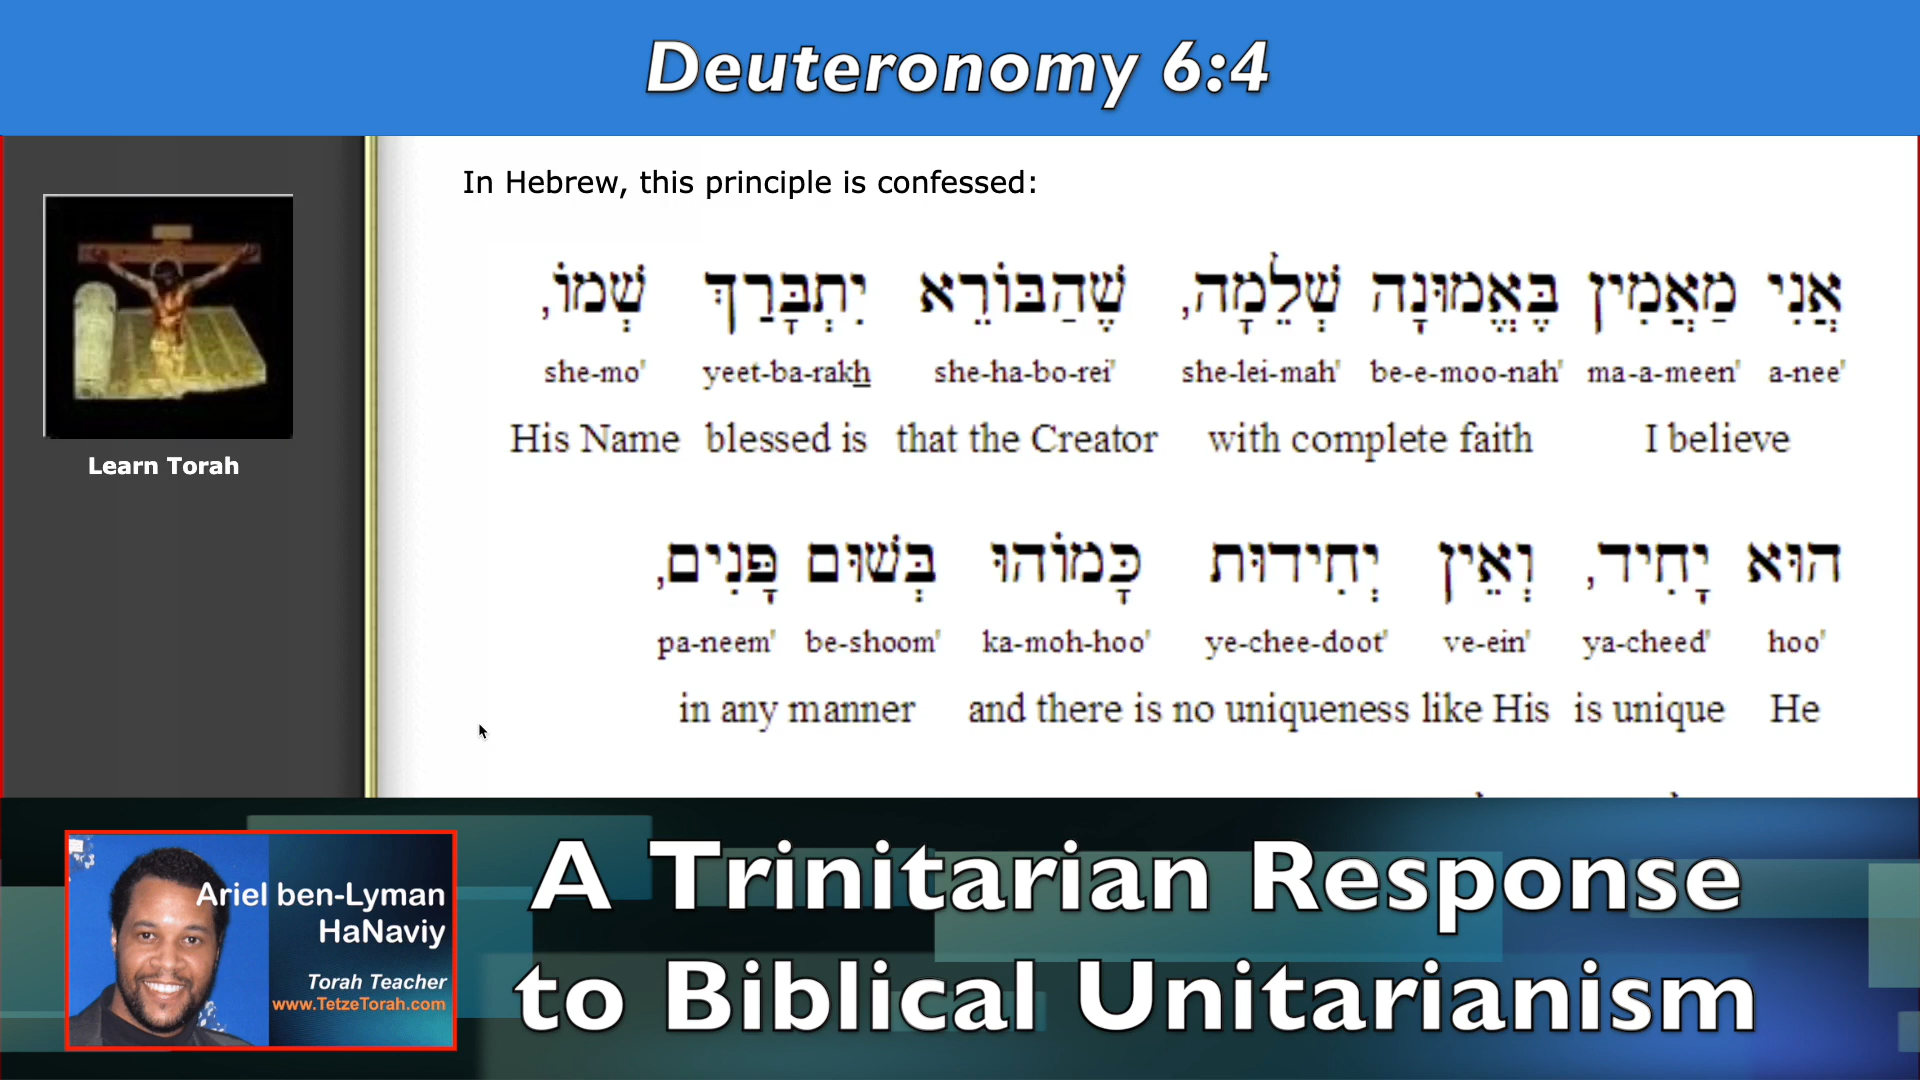 Deuteronomy 6:4
In Hebrew, this principle is confessed:
אֲנִי מַאֲמִין בֶּאֱמוּנָה שְׁלֵמָה, שֶׁהַבּוֹרֵא יִתְבָּרַךְ שְׁמוֹ,
she-mo' yeet-ba-rakh she-ha-bo-rei' she-lei-mah' be-e-moo-nah' ma-a-meen' a-nee'
His Name blessed is that the Creator with complete faith I believe
הוּא יָחִיד, וְאֵין יְחִידוּת כָּמוֹהוּ בְּשׁוּם פָּנִים,
pa-neem' be-shoom' ka-moh-hoo' ye-chee-doot' ve-ein' ya-cheed' hoo'
in any manner and there is no uniqueness like His is unique He
Learn Torah
Ariel ben-Lyman
HaNaviy
Torah Teacher
www.TetzeTorah.com
A Trinitarian Response
to Biblical Unitarianism